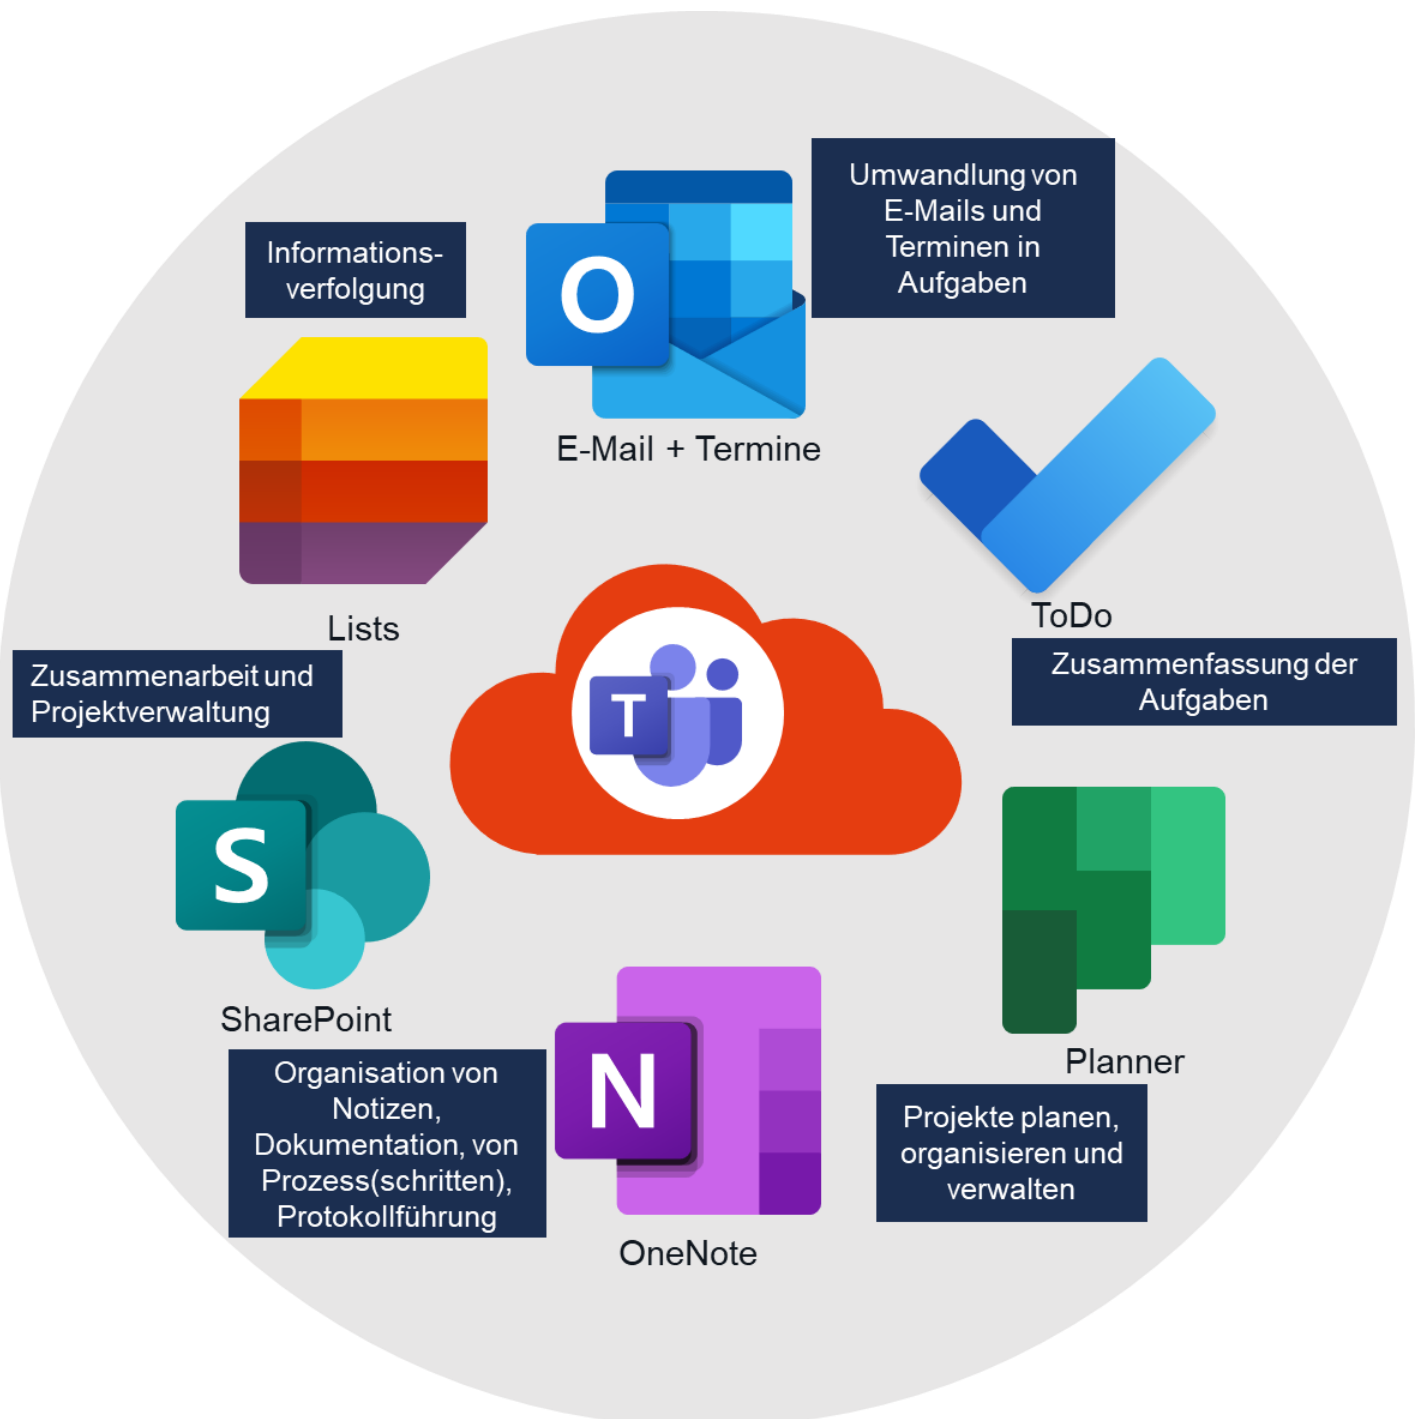 Umwandlung von
E-Mails und
Terminen in
Aufgaben
O
E-Mail + Termine
Informations-
verfolgung
Lists
ToDo
Zusammenfassung der
Aufgaben
T
Zusammenarbeit und
Projektverwaltung
S
SharePoint
Planner
Projekte planen,
organisieren und
verwalten
Organisation von
Notizen,
Dokumentation, von
Prozess(schritten),
Protokollführung
N
OneNote